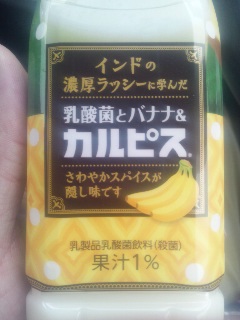 インドの
濃厚ラッシーに学んだ
乳酸菌とバナナ&
カルピス®
さわやかスパイスが
隠し味です
乳製品乳酸菌飲料(殺菌)
果汁1%